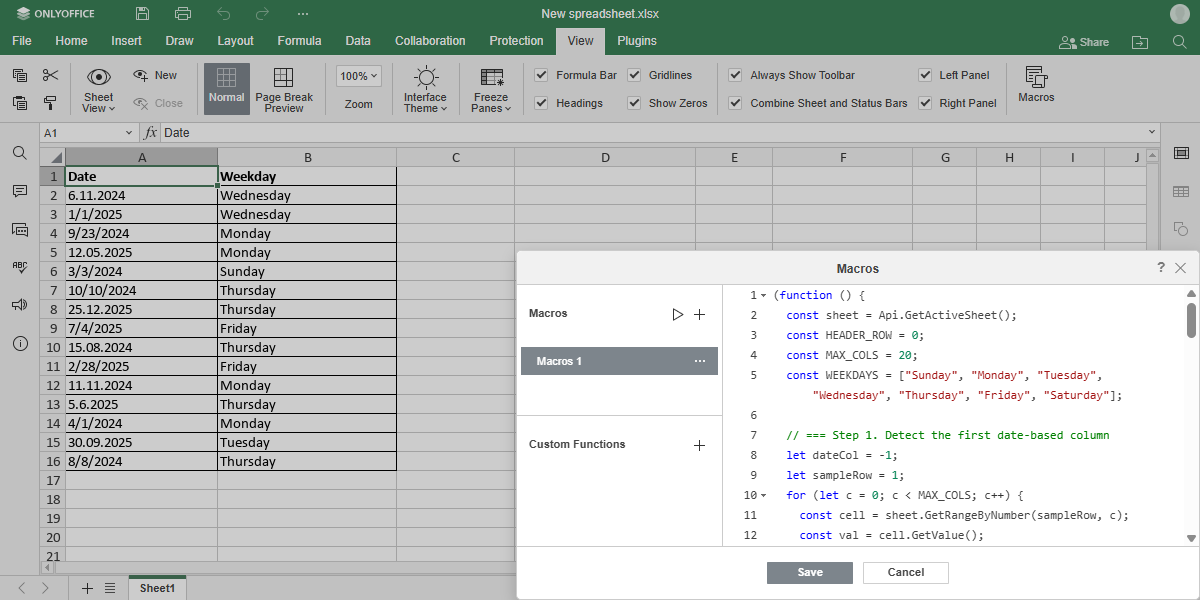 ONLYOFFICE
New spreadsheet.xlsx
File Home Insert Draw Layout Formula Data Collaboration Protection View Plugins
Share
Sheet View
New
Close
Normal
Page Break Preview
100%
Zoom
Interface Theme
Freeze Panes
Formula Bar
Headings
Gridlines
Show Zeros
Always Show Toolbar
Combine Sheet and Status Bars
Left Panel
Right Panel
Macros
A1 fx Date
A B C D E F G H I J
1 Date Weekday
2 6.11.2024 Wednesday
3 1/1/2025 Wednesday
4 9/23/2024 Monday
5 12.05.2025 Monday
6 3/3/2024 Sunday
7 10/10/2024 Thursday
8 25.12.2025 Thursday
9 7/4/2025 Friday
10 15.08.2024 Thursday
11 2/28/2025 Friday
12 11.11.2024 Monday
13 5.6.2025 Thursday
14 4/1/2024 Monday
15 30.09.2025 Tuesday
16 8/8/2024 Thursday
17
18
19
20
21
ABC
Sheet1
Macros
?
Macros
Macros 1
Custom Functions
1 (function () {
2 const sheet = Api.GetActiveSheet();
3 const HEADER_ROW = 0;
4 const MAX_COLS = 20;
5 const WEEKDAYS = ["Sunday", "Monday", "Tuesday",
"Wednesday", "Thursday", "Friday", "Saturday"];
6
7 // === Step 1. Detect the first date-based column
8 let dateCol = -1;
9 let sampleRow = 1;
10 for (let c = 0; c < MAX_COLS; c++) {
11 const cell = sheet.GetRangeByNumber(sampleRow, c);
12 const val = cell.GetValue();
Save
Cancel